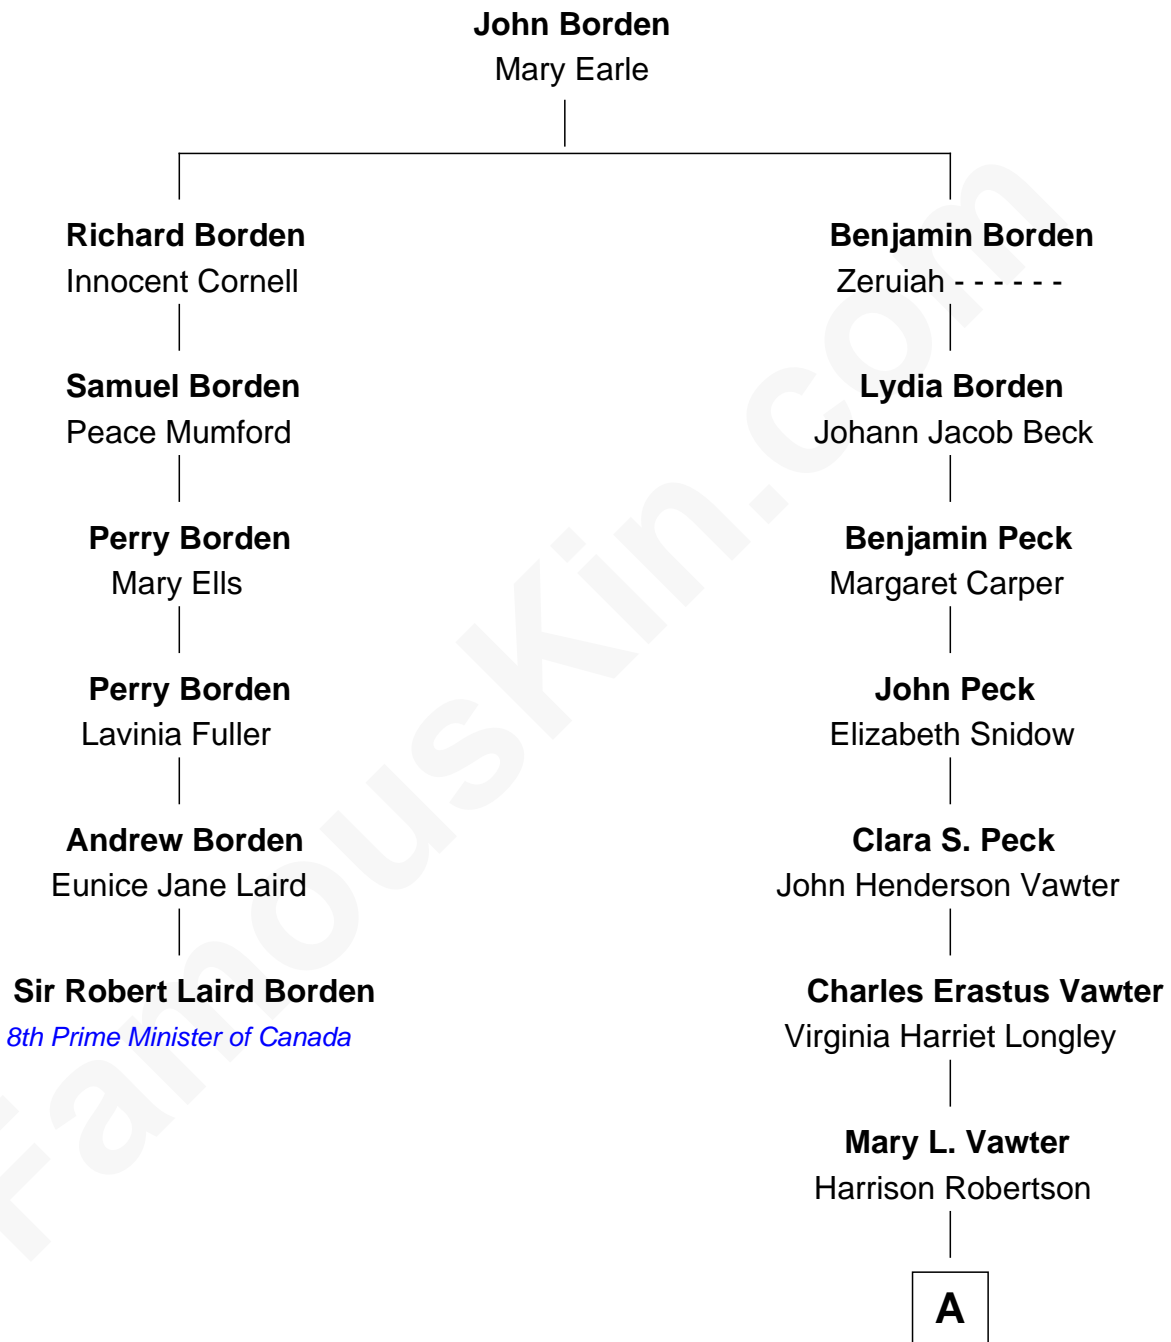 John Borden
Mary Earle
Richard Borden
Innocent Cornell
Benjamin Borden
Zeruiah - - - - - -
Samuel Borden
Peace Mumford
Lydia Borden
Johann Jacob Beck
Perry Borden
Mary Ells
Benjamin Peck
Margaret Carper
Perry Borden
Lavinia Fuller
John Peck
Elizabeth Snidow
Andrew Borden
Eunice Jane Laird
Clara S. Peck
John Henderson Vawter
Sir Robert Laird Borden
8th Prime Minister of Canada
Charles Erastus Vawter
Virginia Harriet Longley
Mary L. Vawter
Harrison Robertson
A
FamousKin.com